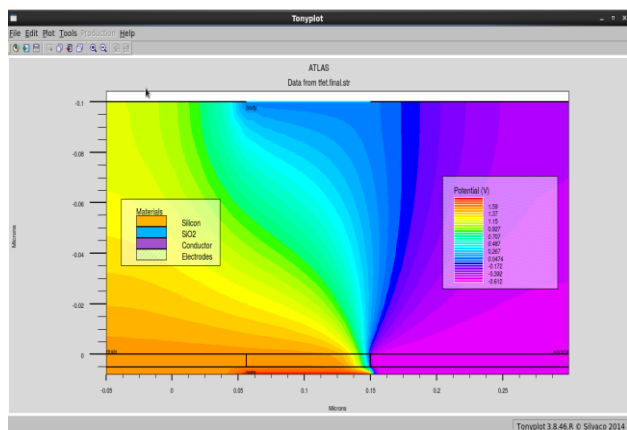 Tonyplot
File Edit Plot Tools Production Help
ATLAS
Data from tfet.final.str
-0.1
-0.08
-0.06
-0.04
-0.02
0
Microns
Materials
Silicon
SiO2
Conductor
Electrodes
Potential (V)
1.59
1.37
1.15
0.927
0.707
0.487
0.267
0.0474
-0.172
-0.392
-0.612
-0.05
0
0.05
0.1
0.15
0.2
0.25
Microns
Tonyplot 3.8.46.R © Silvaco 2014